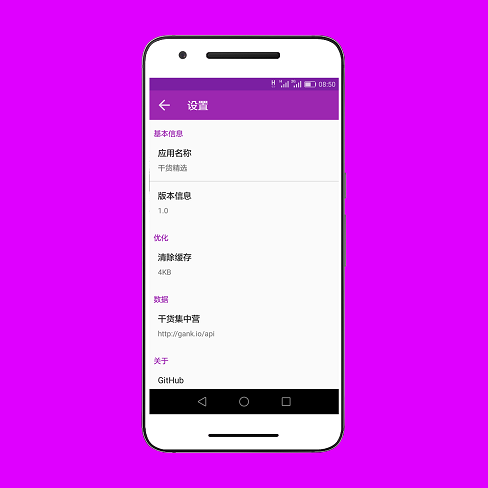 08:50
设置
基本信息
应用名称
干货精选
版本信息
1.0
优化
清除缓存
4KB
数据
干货集中营
http://gank.io/api
关于
GitHub